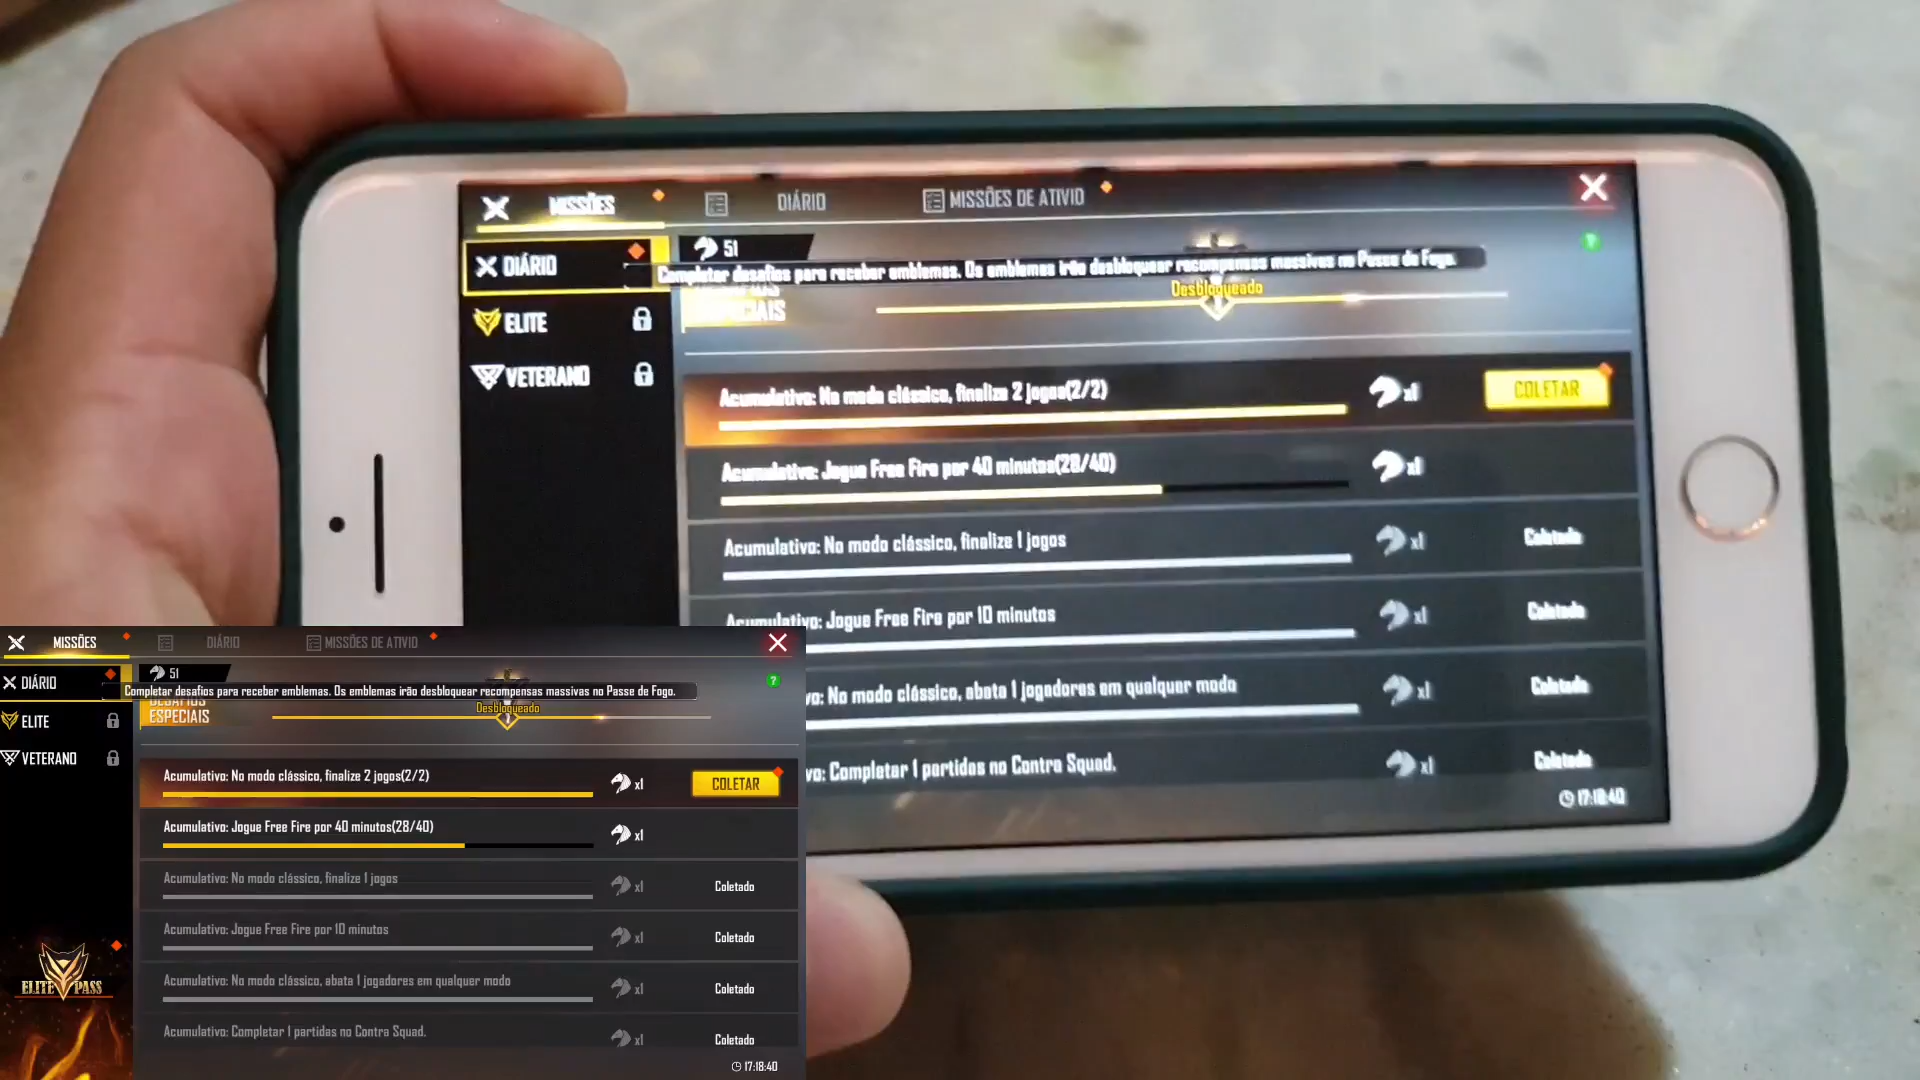 MISSÕES
DIÁRIO
MISSÕES DE ATIVIO
DIÁRIO
51
Completar desafios para receber emblemas. Os emblemas irão desbloquear recompensas massivas no Passe de Fogo.
ELITE
ESPECIAIS
Desbloqueado
VETERANO
Acumulativo: No modo clássico, finalize 2 jogos(2/2)
x1
COLETAR
Acumulativo: Jogue Free Fire por 40 minutos(28/40)
x1
Acumulativo: No modo clássico, finalize 1 jogos
x1
Coletado
Acumulativo: Jogue Free Fire por 10 minutos
x1
Coletado
vo: No modo clássico, abata 1 jogadores em qualquer modo
x1
Coletado
vo: Completar 1 partidas no Contra Squad.
x1
Coletado
17:18:40
MISSÕES
DIÁRIO
MISSÕES DE ATIVIO
DIÁRIO
51
Completar desafios para receber emblemas. Os emblemas irão desbloquear recompensas massivas no Passe de Fogo.
ELITE
DESAFIOS
ESPECIAIS
Desbloqueado
VETERANO
Acumulativo: No modo clássico, finalize 2 jogos(2/2)
x1
COLETAR
Acumulativo: Jogue Free Fire por 40 minutos(28/40)
x1
Acumulativo: No modo clássico, finalize 1 jogos
x1
Coletado
Acumulativo: Jogue Free Fire por 10 minutos
x1
Coletado
Acumulativo: No modo clássico, abata 1 jogadores em qualquer modo
x1
Coletado
Acumulativo: Completar 1 partidas no Contra Squad.
x1
Coletado
ELITE PASS
17:18:40